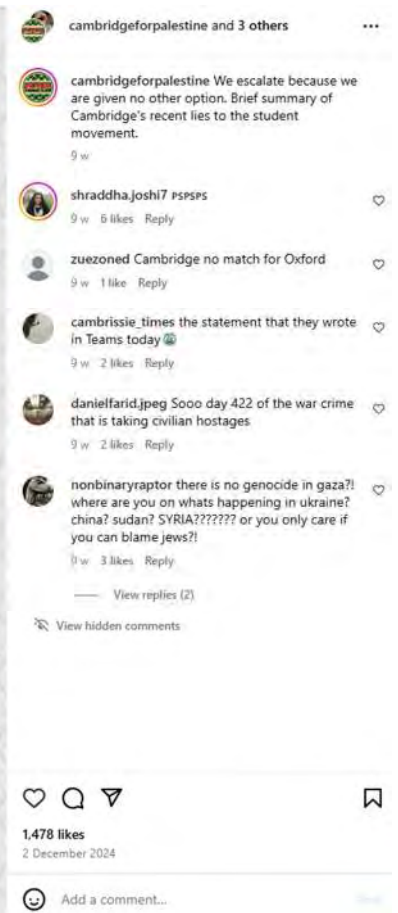 cambridgeforpalestine and 3 others
cambridgeforpalestine We escalate because we
are given no other option. Brief summary of
Cambridge's recent lies to the student
movement.
9 w
shraddha.joshi7 PSPSPS
9 w 6 likes Reply
zuezoned Cambridge no match for Oxford
9 w 1 like Reply
cambrissie_times the statement that they wrote
in Teams today
9 w 2 likes Reply
danielfarid.jpeg Sooo day 422 of the war crime
that is taking civilian hostages
9 w 2 likes Reply
nonbinaryraptor there is no genocide in gaza?!
where are you on whats happening in ukraine?
china? sudan? SYRIA??????? or you only care if
you can blame jews?!
9 w 3 likes Reply
View replies (2)
View hidden comments
1,478 likes
2 December 2024
Add a comment...